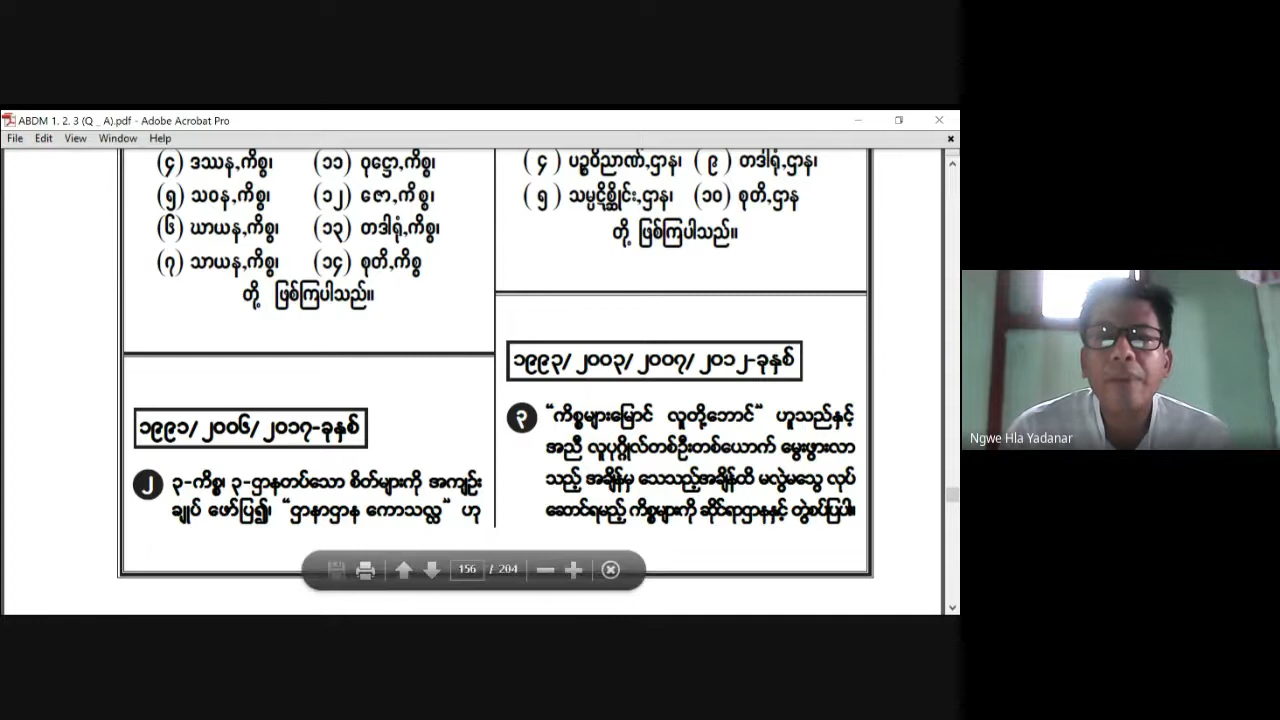 ABDM 1. 2. 3 (Q _ A).pdf - Adobe Acrobat Pro
File Edit View Window Help
(၄) ဒဿန,ကိစ္စ၊ (၁၁) ဝုဋ္ဌော,ကိစ္စ၊
(၅) သဝန,ကိစ္စ၊ (၁၂) ဇော,ကိစ္စ၊
(၆) ဃာယန,ကိစ္စ၊ (၁၃) တဒါရုံ,ကိစ္စ၊
(၇) သာယန,ကိစ္စ၊ (၁၄) စုတိ,ကိစ္စ
တို့ ဖြစ်ကြပါသည်။
၁၉၉၁/၂၀၀၆/၂၀၁၇-ခုနှစ်
၂ ၃-ကိစ္စ၊ ၃-ဌာနတပ်သော စိတ်များကို အကျဉ်း
ချုပ် ဖော်ပြ၍၊ “ဌာနာဌာန ကောသလ္လ“ ဟု
(၄) ပဉ္စဝိညာဏ်,ဌာန၊ (၉) တဒါရုံ,ဌာန၊
(၅) သမ္ပဋိစ္ဆိုင်း,ဌာန၊ (၁၀) စုတိ,ဌာန
တို့ ဖြစ်ကြပါသည်။
၁၉၉၃/၂၀၀၃/၂၀၀၇/၂၀၁၂-ခုနှစ်
၃ “ကိစ္စများမြောင် လူတို့ဘောင်“ ဟူသည်နှင့်
အညီ လူပုဂ္ဂိုလ်တစ်ဦးတစ်ယောက် မွေးဖွားလာ
သည့် အချိန်မှ သေသည့်အချိန်ထိ မလွဲမသွေ လုပ်
ဆောင်ရမည့် ကိစ္စများကို ဆိုင်ရာဌာနနှင့် တွဲစပ်ပြပါ။
156 / 204
Ngwe Hla Yadanar